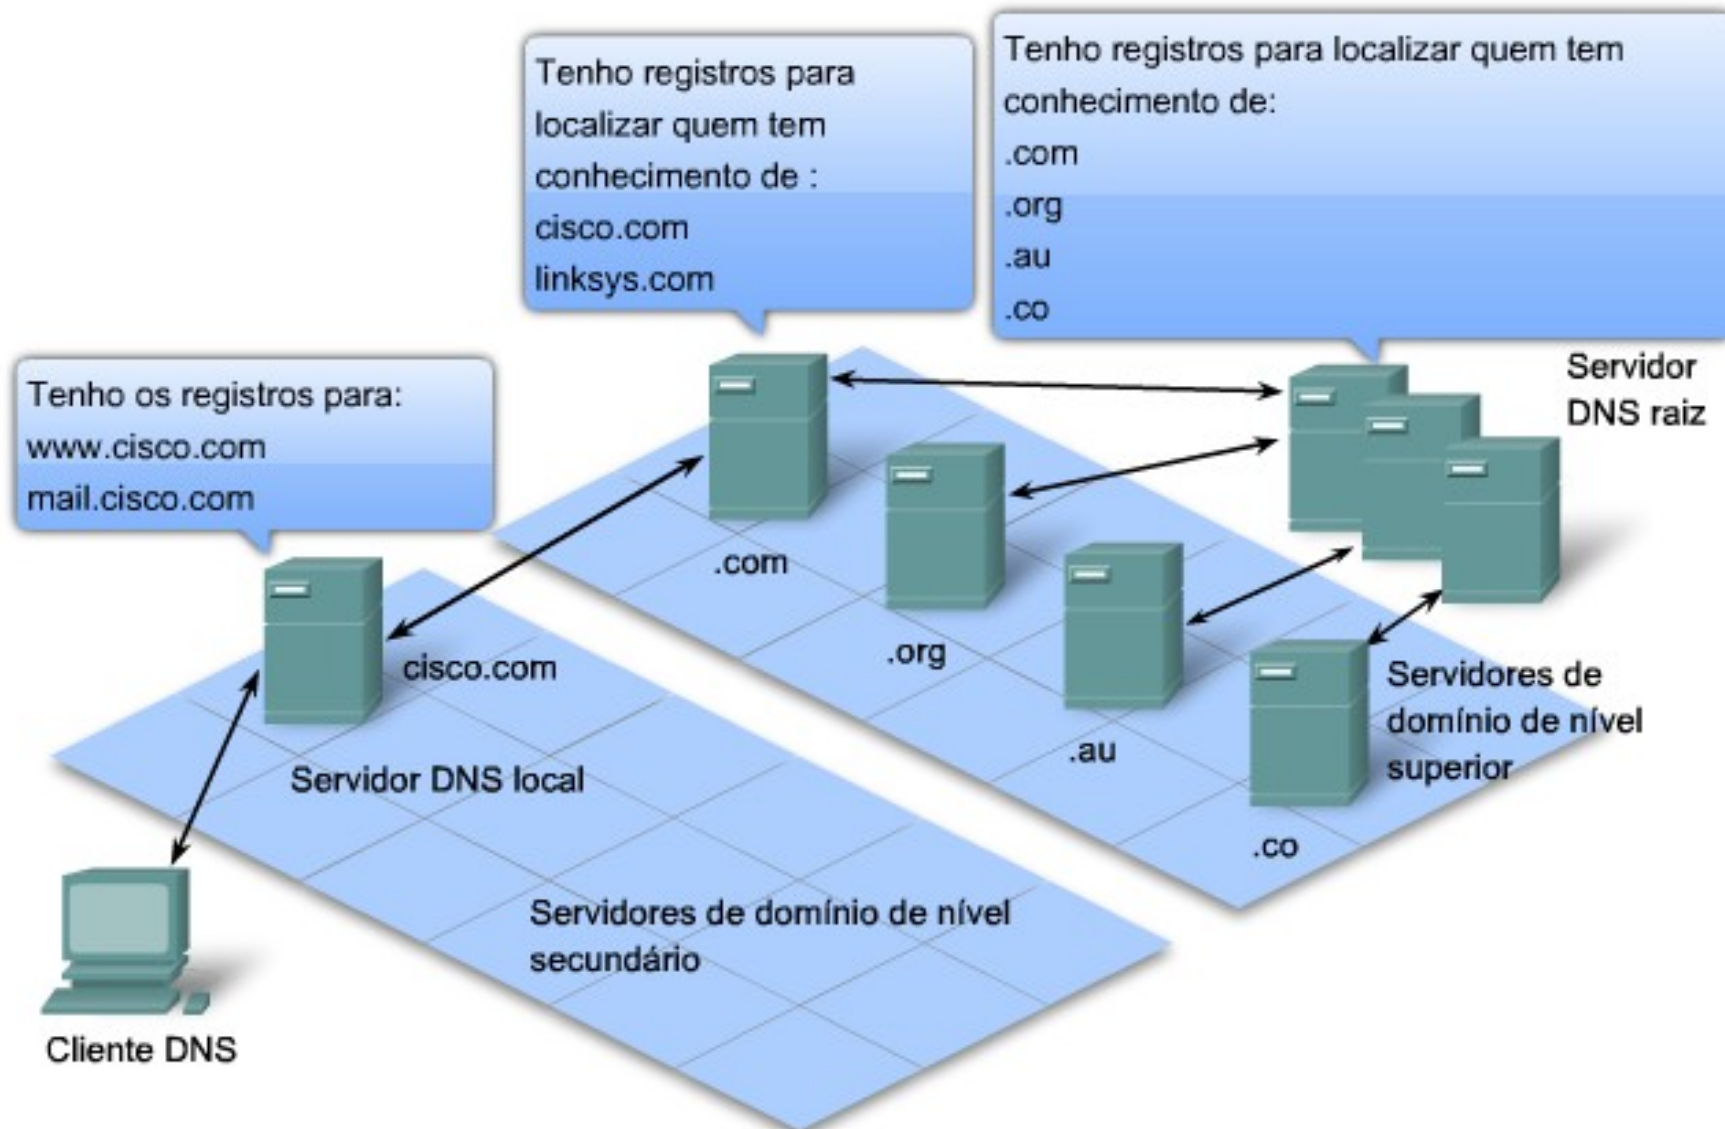 Tenho registros para
localizar quem tem
conhecimento de :
cisco.com
linksys.com
Tenho registros para localizar quem tem
conhecimento de:
.com
.org
.au
.co
Tenho os registros para:
www.cisco.com
mail.cisco.com
Servidor
DNS raiz
.com
.org
.au
.co
Servidores de
domínio de nível
superior
cisco.com
Servidor DNS local
Servidores de domínio de nível
secundário
Cliente DNS